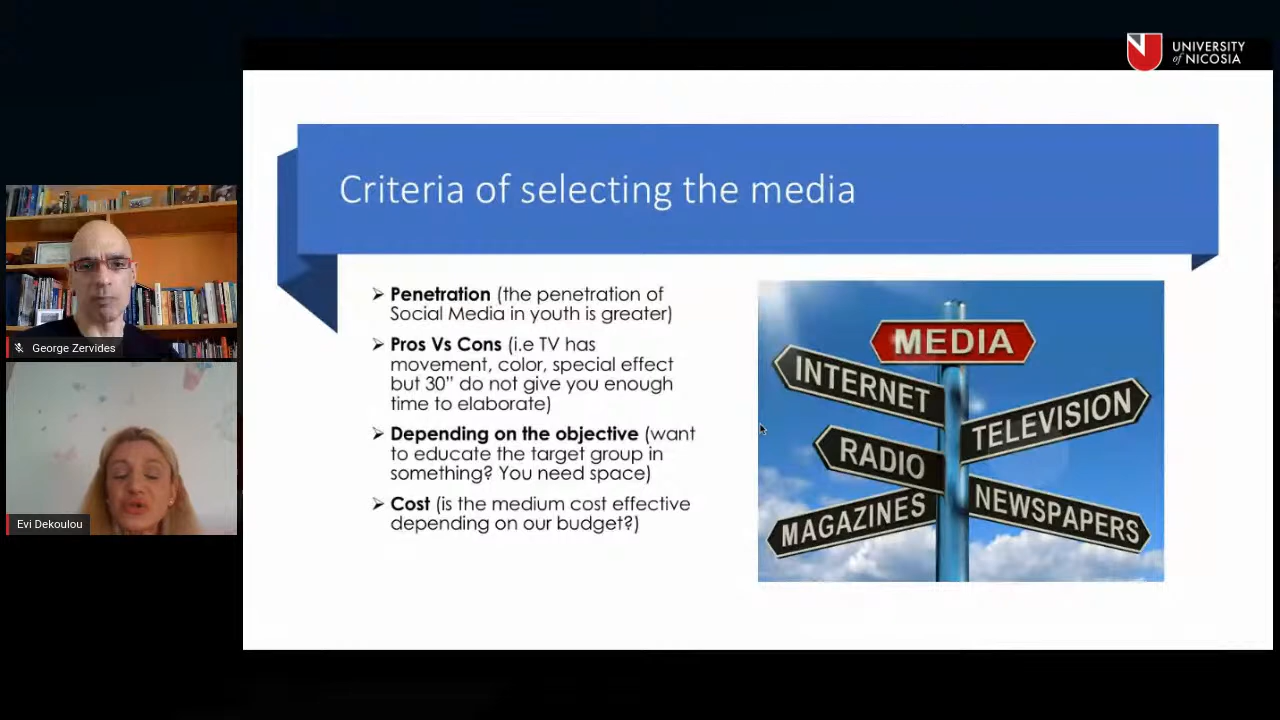 UNIVERSITY
of NICOSIA
Criteria of selecting the media
➢ Penetration (the penetration of
Social Media in youth is greater)
➢ Pros Vs Cons (i.e TV has
movement, color, special effect
but 30” do not give you enough
time to elaborate)
➢ Depending on the objective (want
to educate the target group in
something? You need space)
➢ Cost (is the medium cost effective
depending on our budget?)
MEDIA
INTERNET
TELEVISION
RADIO
MAGAZINES
NEWSPAPERS
George Zervides
Evi Dekoulou